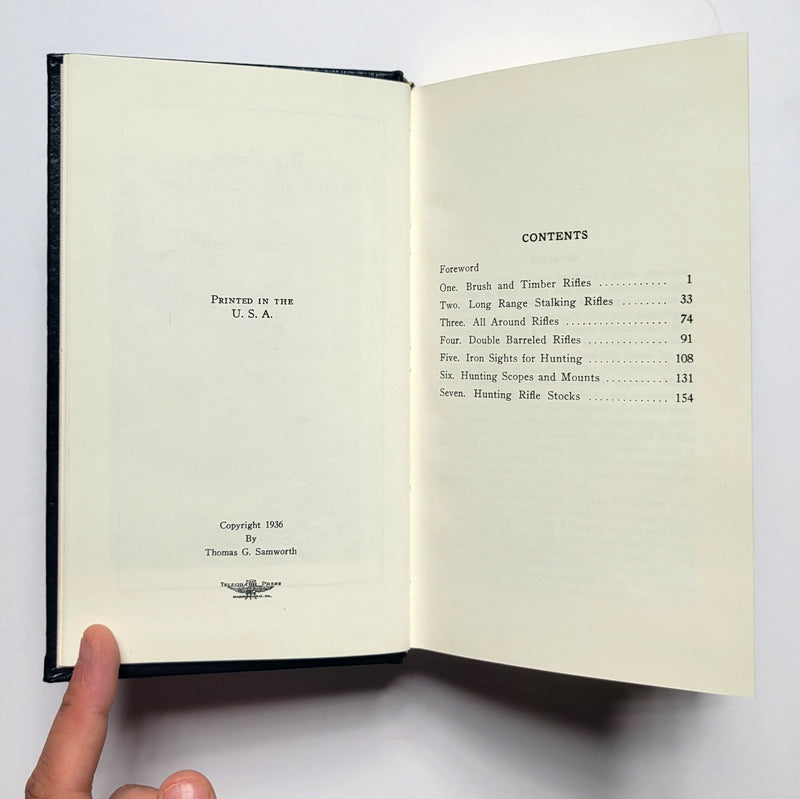 PRINTED IN THE
U. S. A.
Copyright 1936
By
Thomas G. Samworth
TELEGRAPH PRESS
CONTENTS
Foreword
One. Brush and Timber Rifles ............ 1
Two. Long Range Stalking Rifles ........ 33
Three. All Around Rifles .................. 74
Four. Double Barreled Rifles .............. 91
Five. Iron Sights for Hunting ............. 108
Six. Hunting Scopes and Mounts ........... 131
Seven. Hunting Rifle Stocks .............. 154